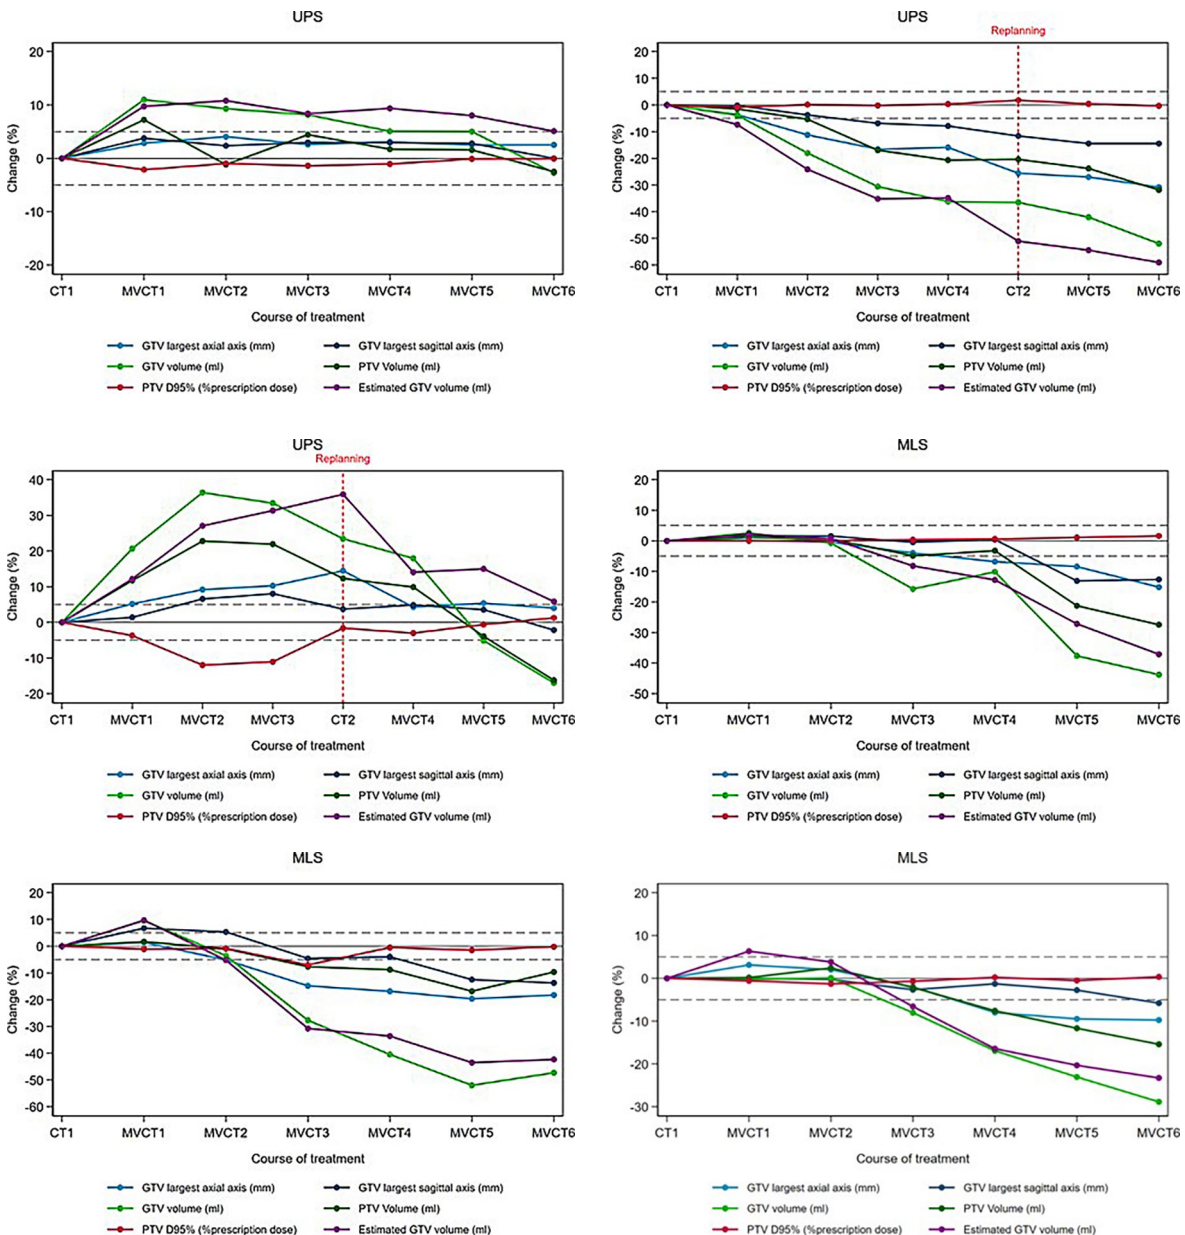 UPS
20
10
0
-10
-20
Change (%)
CT1 MVCT1 MVCT2 MVCT3 MVCT4 MVCT5 MVCT6
Course of treatment
GTV largest axial axis (mm) GTV largest sagittal axis (mm)
GTV volume (ml) PTV Volume (ml)
PTV D95% (%prescription dose) Estimated GTV volume (ml)
UPS
Replanning
20
10
0
-10
-20
-30
-40
-50
-60
Change (%)
CT1 MVCT1 MVCT2 MVCT3 MVCT4 CT2 MVCT5 MVCT6
Course of treatment
GTV largest axial axis (mm) GTV largest sagittal axis (mm)
GTV volume (ml) PTV Volume (ml)
PTV D95% (%prescription dose) Estimated GTV volume (ml)
UPS
Replanning
40
30
20
10
0
-10
-20
Change (%)
CT1 MVCT1 MVCT2 MVCT3 CT2 MVCT4 MVCT5 MVCT6
Course of treatment
GTV largest axial axis (mm) GTV largest sagittal axis (mm)
GTV volume (ml) PTV Volume (ml)
PTV D95% (%prescription dose) Estimated GTV volume (ml)
MLS
20
10
0
-10
-20
-30
-40
-50
Change (%)
CT1 MVCT1 MVCT2 MVCT3 MVCT4 MVCT5 MVCT6
Course of treatment
GTV largest axial axis (mm) GTV largest sagittal axis (mm)
GTV volume (ml) PTV Volume (ml)
PTV D95% (%prescription dose) Estimated GTV volume (ml)
MLS
20
10
0
-10
-20
-30
-40
-50
-60
Change (%)
CT1 MVCT1 MVCT2 MVCT3 MVCT4 MVCT5 MVCT6
Course of treatment
GTV largest axial axis (mm) GTV largest sagittal axis (mm)
GTV volume (ml) PTV Volume (ml)
PTV D95% (%prescription dose) Estimated GTV volume (ml)
MLS
20
10
0
-10
-20
-30
Change (%)
CT1 MVCT1 MVCT2 MVCT3 MVCT4 MVCT5 MVCT6
Course of treatment
GTV largest axial axis (mm) GTV largest sagittal axis (mm)
GTV volume (ml) PTV Volume (ml)
PTV D95% (%prescription dose) Estimated GTV volume (ml)